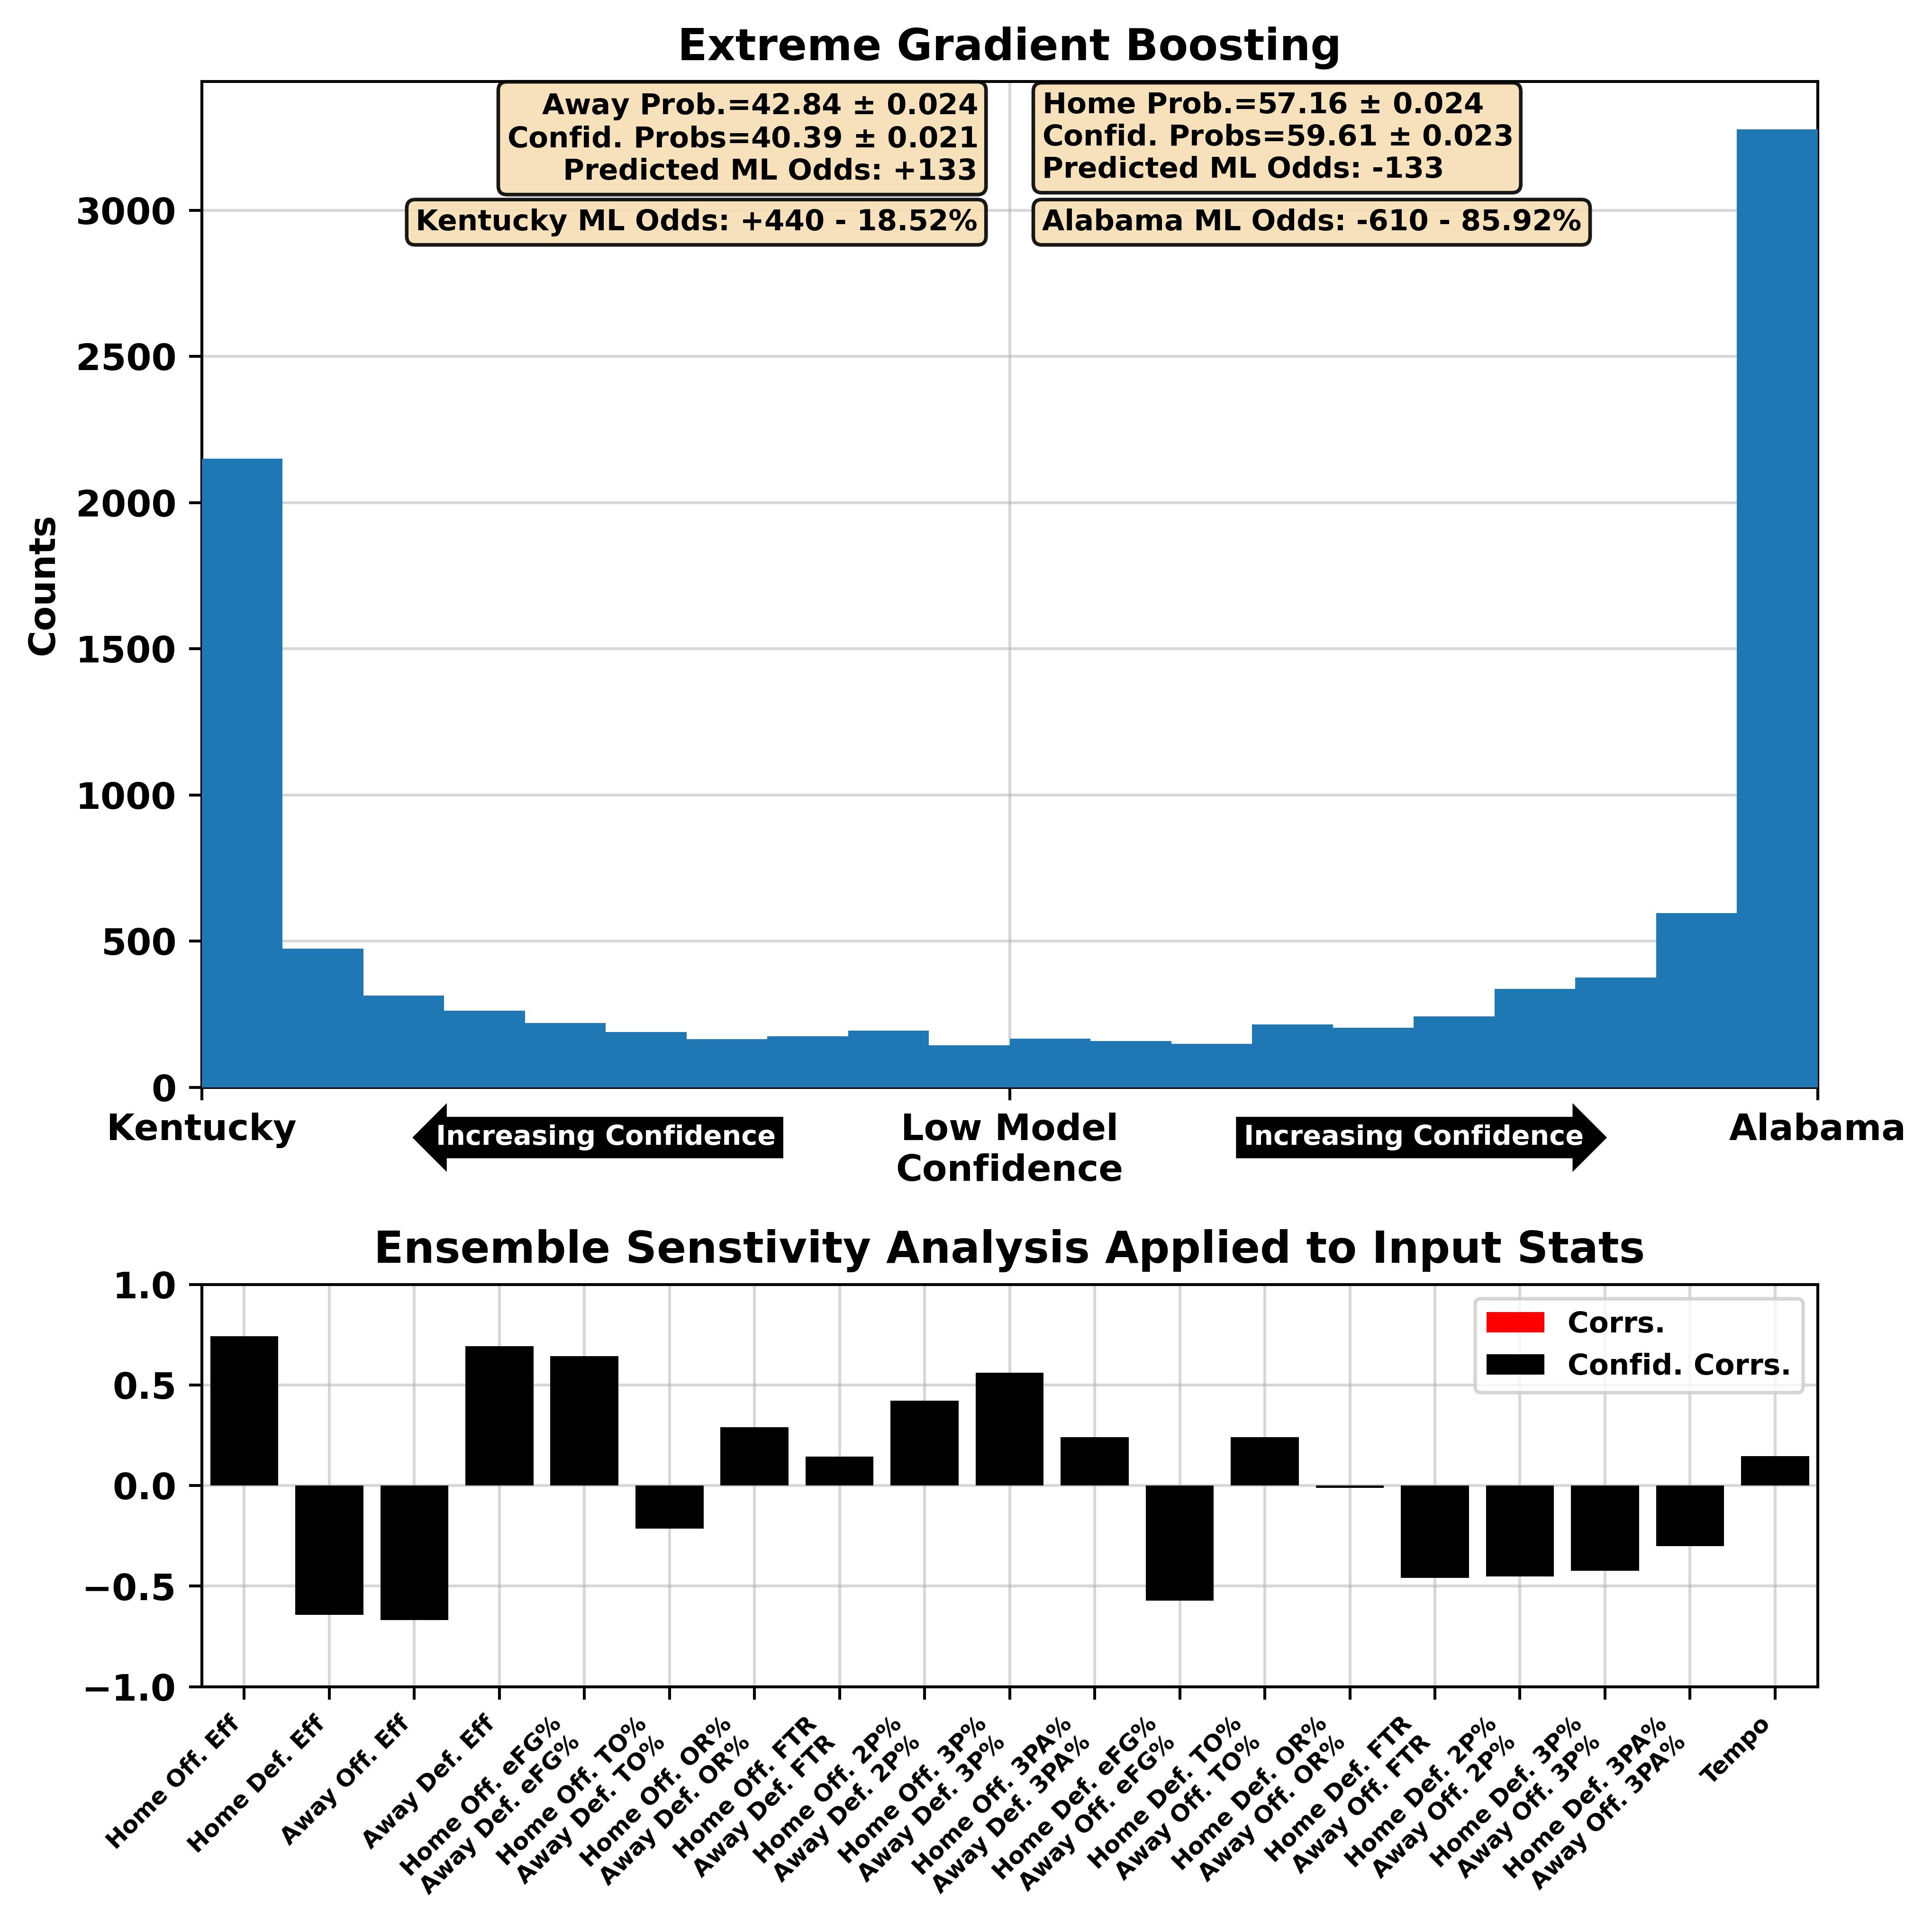 Extreme Gradient Boosting
Away Prob.=42.84 ± 0.024
Confid. Probs=40.39 ± 0.021
Predicted ML Odds: +133
Home Prob.=57.16 ± 0.024
Confid. Probs=59.61 ± 0.023
Predicted ML Odds: -133
Kentucky ML Odds: +440 - 18.52%
Alabama ML Odds: -610 - 85.92%
3000
2500
2000
1500
1000
500
0
Counts
Kentucky
Increasing Confidence
Low Model
Confidence
Increasing Confidence
Alabama
Ensemble Senstivity Analysis Applied to Input Stats
1.0
0.5
0.0
−0.5
−1.0
Corrs.
Confid. Corrs.
Home Off. Eff
Home Def. Eff
Away Off. Eff
Away Def. Eff
Home Off. eFG%
Away Def. eFG%
Home Off. TO%
Away Def. TO%
Home Off. OR%
Away Def. OR%
Home Off. FTR
Away Def. FTR
Home Off. 2P%
Away Def. 2P%
Home Off. 3P%
Away Def. 3P%
Home Off. 3PA%
Away Def. 3PA%
Home Def. eFG%
Away Off. eFG%
Home Def. TO%
Away Off. TO%
Home Def. OR%
Away Off. OR%
Home Def. FTR
Away Off. FTR
Home Def. 2P%
Away Off. 2P%
Home Def. 3P%
Away Off. 3P%
Home Def. 3PA%
Away Off. 3PA%
Tempo